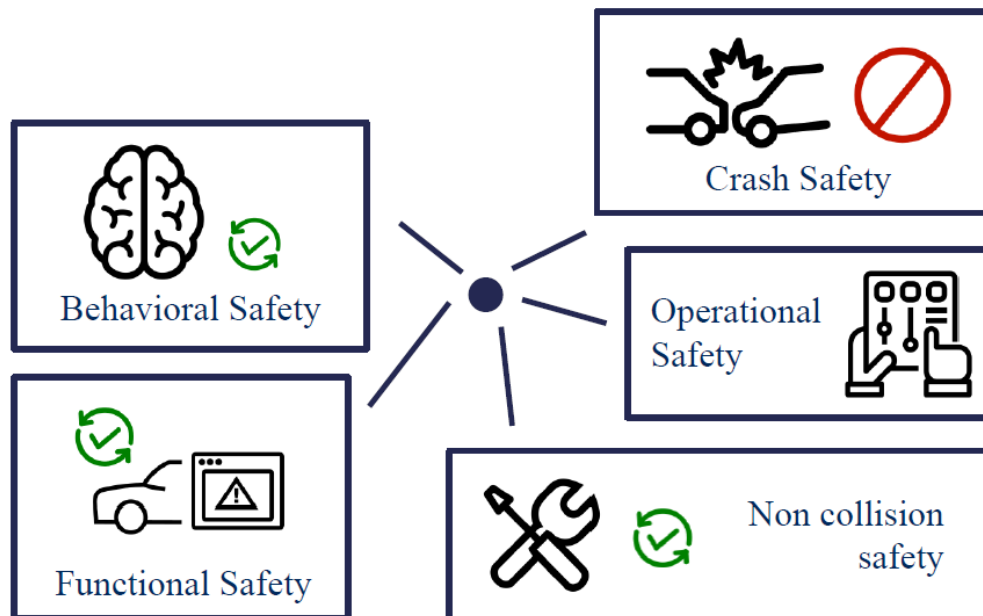 Crash Safety
Behavioral Safety
Operational
Safety
Functional Safety
Non collision
safety